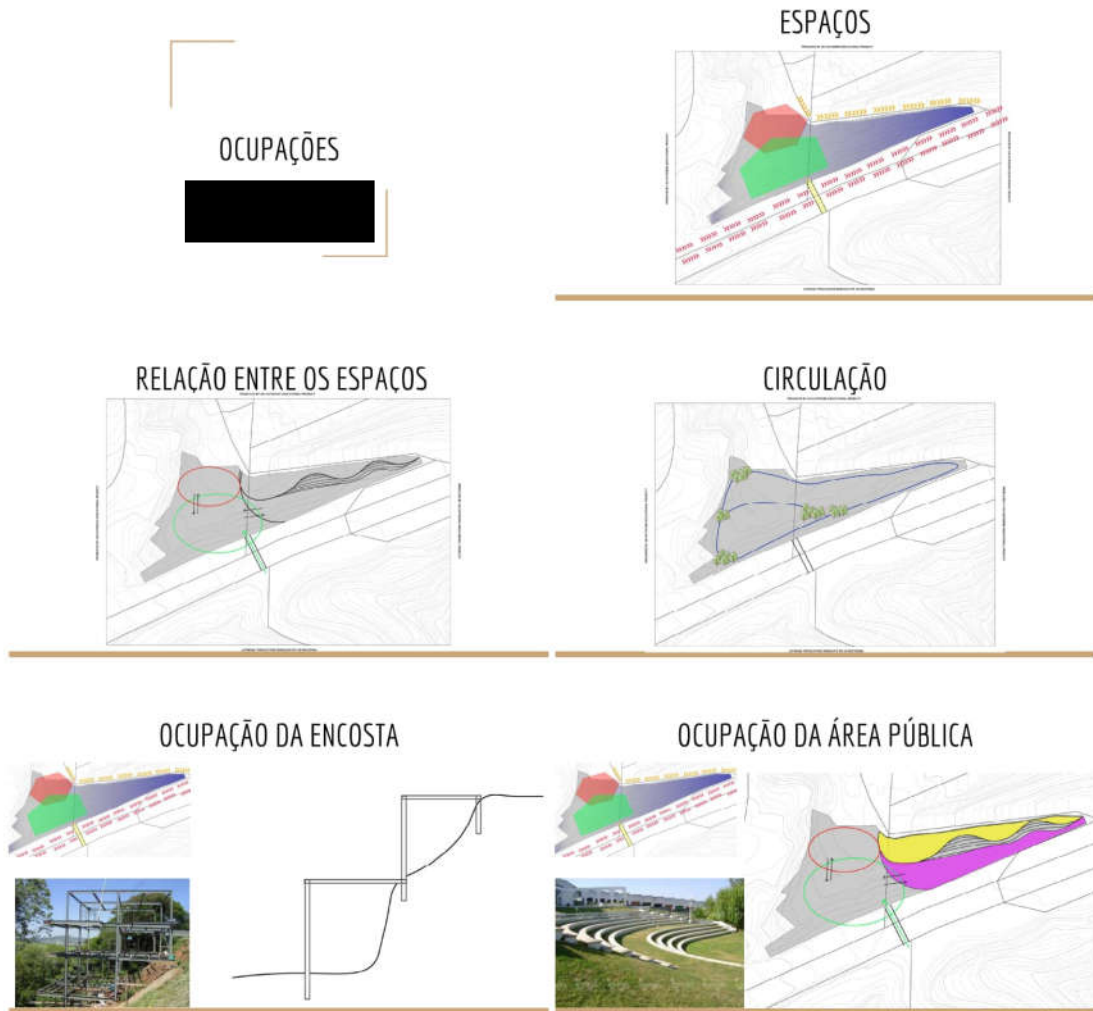 OCUPAÇÕES
ESPAÇOS
RELAÇÃO ENTRE OS ESPAÇOS
CIRCULAÇÃO
OCUPAÇÃO DA ENCOSTA
OCUPAÇÃO DA ÁREA PÚBLICA